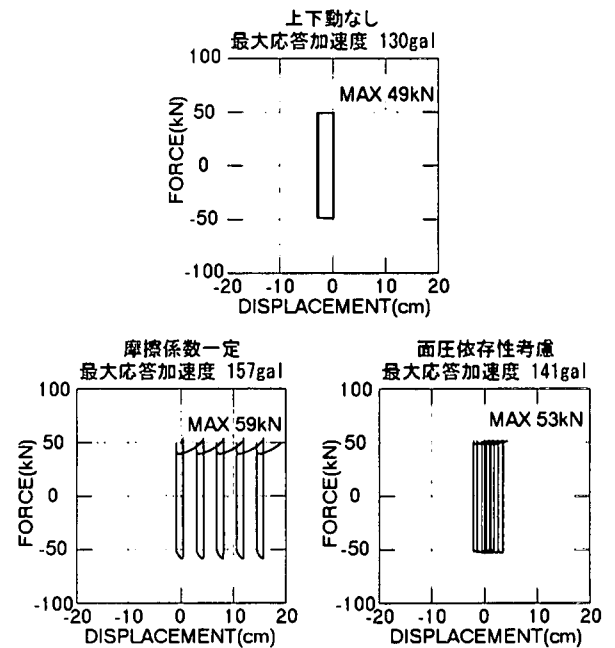 上下動なし
最大応答加速度 130gal
100
MAX 49kN
50
FORCE(kN)
0
-50
-100
-20 -10 0 10 20
DISPLACEMENT(cm)
摩擦係数一定
最大応答加速度 157gal
100
MAX 59kN
50
FORCE(kN)
0
-50
-100
-20 -10 0 10 20
DISPLACEMENT(cm)
面圧依存性考慮
最大応答加速度 141gal
100
MAX 53kN
50
FORCE(kN)
0
-50
-100
-20 -10 0 10 20
DISPLACEMENT(cm)